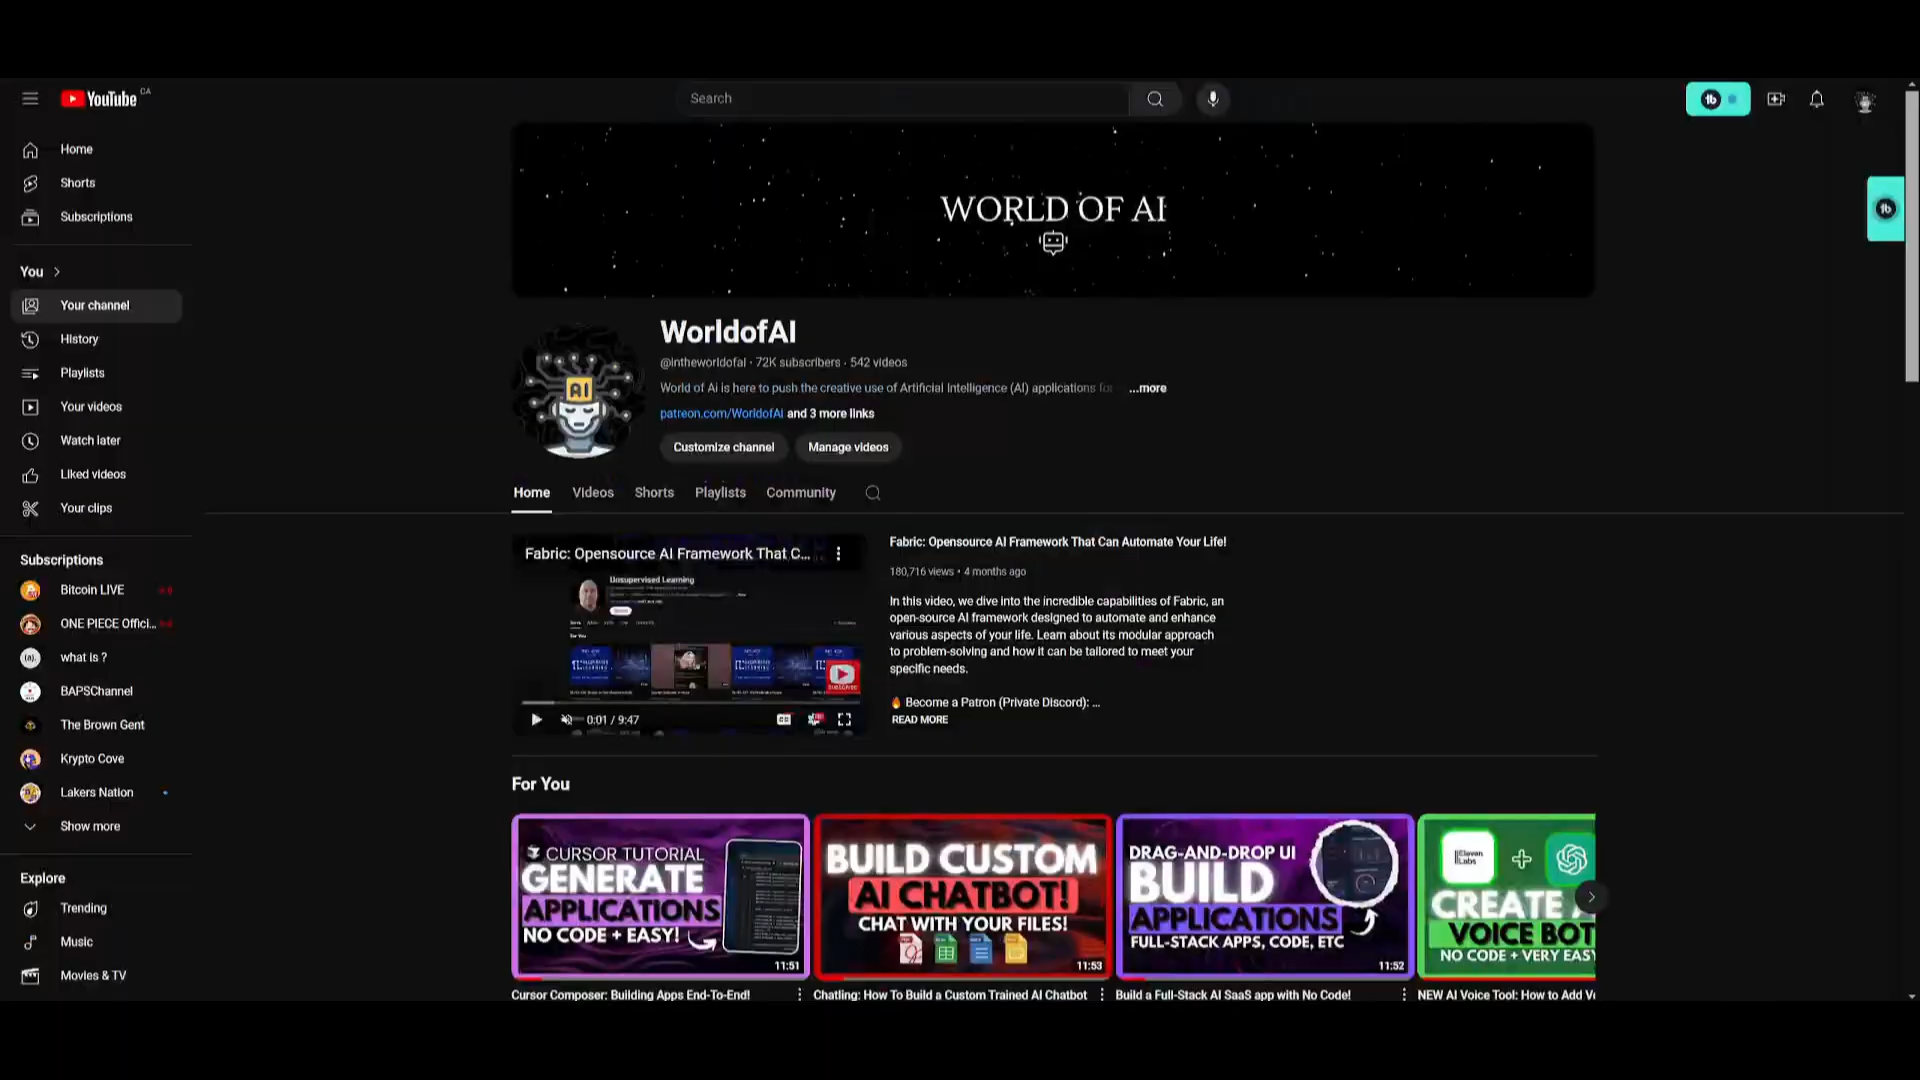 YouTube CA
Search
Home
Shorts
Subscriptions
You
Your channel
History
Playlists
Your videos
Watch later
Liked videos
Your clips
Subscriptions
Bitcoin LIVE
ONE PIECE Offici...
what is ?
BAPSChannel
The Brown Gent
Krypto Cove
Lakers Nation
Show more
Explore
Trending
Music
Movies & TV
WORLD OF AI
AI
WorldofAI
@intheworldofai · 72K subscribers · 542 videos
World of Ai is here to push the creative use of Artificial Intelligence (AI) applications for ...more
patreon.com/WorldofAI and 3 more links
Customize channel
Manage videos
Home
Videos
Shorts
Playlists
Community
Fabric: Opensource AI Framework That C...
Unsupervised Learning
For You
SUBSCRIBE
0:01 / 9:47
Fabric: Opensource AI Framework That Can Automate Your Life!
180,716 views • 4 months ago
In this video, we dive into the incredible capabilities of Fabric, an
open-source AI framework designed to automate and enhance
various aspects of your life. Learn about its modular approach
to problem-solving and how it can be tailored to meet your
specific needs.
🔥 Become a Patron (Private Discord): ...
READ MORE
For You
CURSOR TUTORIAL
GENERATE
APPLICATIONS
NO CODE + EASY!
11:51
Cursor Composer: Building Apps End-To-End!
BUILD CUSTOM
AI CHATBOT!
CHAT WITH YOUR FILES!
11:53
Chatling: How To Build a Custom Trained AI Chatbot
DRAG-AND-DROP UI
BUILD
APPLICATIONS
FULL-STACK APPS, CODE, ETC
11:52
Build a Full-Stack AI SaaS app with No Code!
Eleven
Labs
CREATE A
VOICE BOT
NO CODE + VERY EASY
NEW AI Voice Tool: How to Add Vo